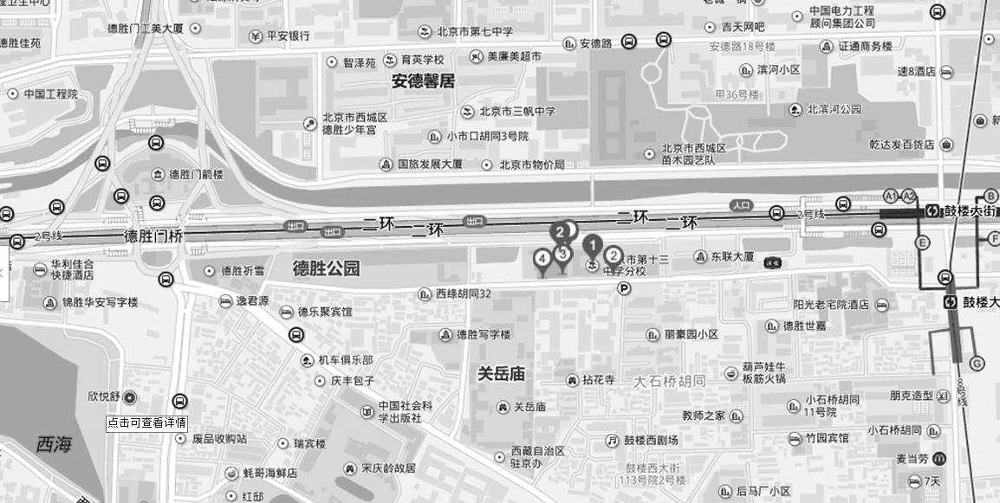 德胜门工美大厦
平安银行
北京市第七中学
安德路
吉天网吧
中国电力工程
顾问集团公司
安德路18号楼
证通商务楼
德胜佳苑
智泽苑
育英学校
美廉美超市
滨河小区
速8酒店
安德馨居
中国工程院
甲36号楼
北京市西城区
德胜少年宫
北京市三帆中学
北滨河公园
小市口胡同3号院
乾达发百货店
北京市西城区
苗木园艺队
国旅发展大厦
北京市物价局
德胜门箭楼
A1
A2
B
入口
鼓楼大街
2号线
二环
二环
二环
二环
出口
出口
出口
2号线
德胜门桥
E
F
2
1
3
4
2
市第十三
中学分校
东联大厦
华利佳合
快捷酒店
德胜祈雪
德胜公园
P
西绦胡同32
锦胜华安写字楼
逸君源
德乐聚宾馆
阳光老宅院酒店
鼓楼大
德胜世嘉
德胜写字楼
丽豪园小区
机车俱乐部
G
庆丰包子
关岳庙
拈花寺
大石桥胡同
葫芦娃牛
板筋火锅
8号线
欣悦舒
关岳庙
朋克造型
小石桥胡同
11号院
中国社会科
学出版社
教师之家
点击可查看详情
小石桥胡同
西海
废品收购站
瑞宾楼
鼓楼西剧场
竹园宾馆
西藏自治区
驻京办
麦当劳
蚝哥海鲜店
宋庆龄故居
鼓楼西大街
113号院2号楼
7天
红邸
后马厂小区